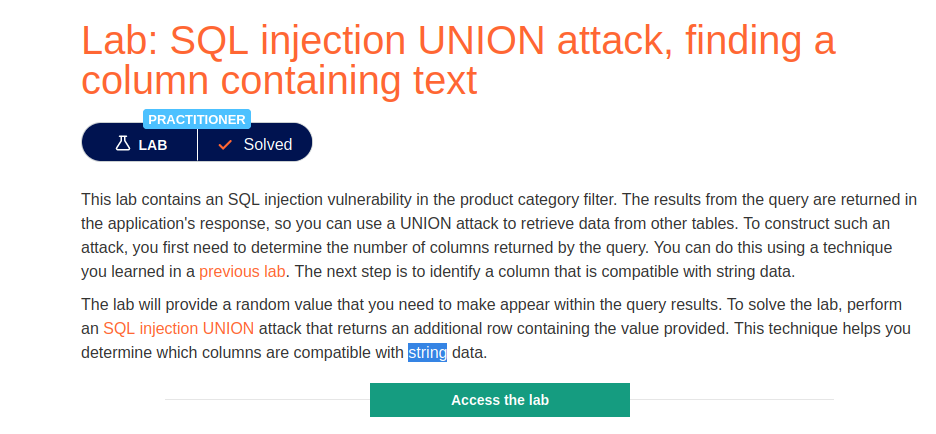 Lab: SQL injection UNION attack, finding a
column containing text
PRACTITIONER
LAB
Solved
This lab contains an SQL injection vulnerability in the product category filter. The results from the query are returned in
the application's response, so you can use a UNION attack to retrieve data from other tables. To construct such an
attack, you first need to determine the number of columns returned by the query. You can do this using a technique
you learned in a previous lab. The next step is to identify a column that is compatible with string data.
The lab will provide a random value that you need to make appear within the query results. To solve the lab, perform
an SQL injection UNION attack that returns an additional row containing the value provided. This technique helps you
determine which columns are compatible with string data.
Access the lab